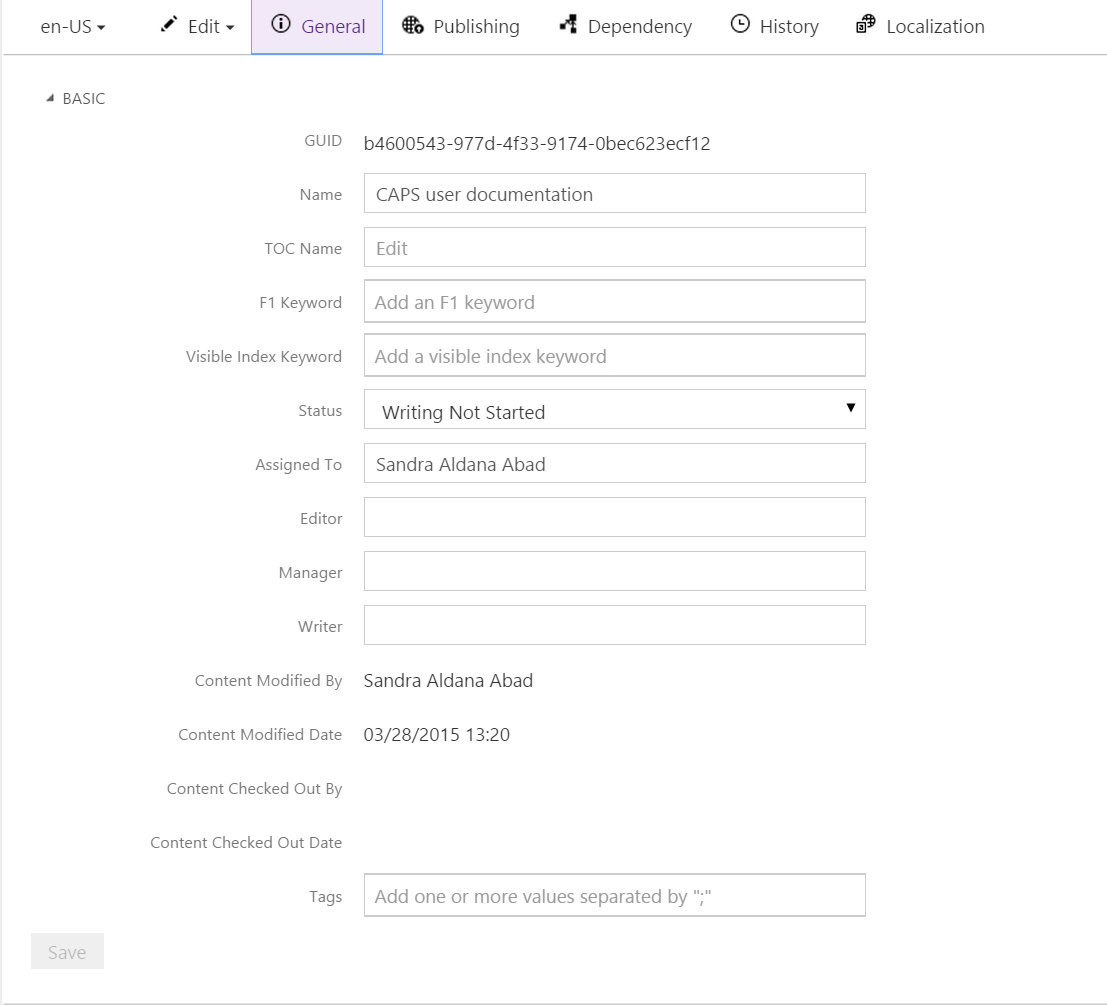 en-US Edit General Publishing Dependency History Localization
BASIC
GUID b4600543-977d-4f33-9174-0bec623ecf12
Name CAPS user documentation
TOC Name Edit
F1 Keyword Add an F1 keyword
Visible Index Keyword Add a visible index keyword
Status Writing Not Started
Assigned To Sandra Aldana Abad
Editor
Manager
Writer
Content Modified By Sandra Aldana Abad
Content Modified Date 03/28/2015 13:20
Content Checked Out By
Content Checked Out Date
Tags Add one or more values separated by ";"
Save